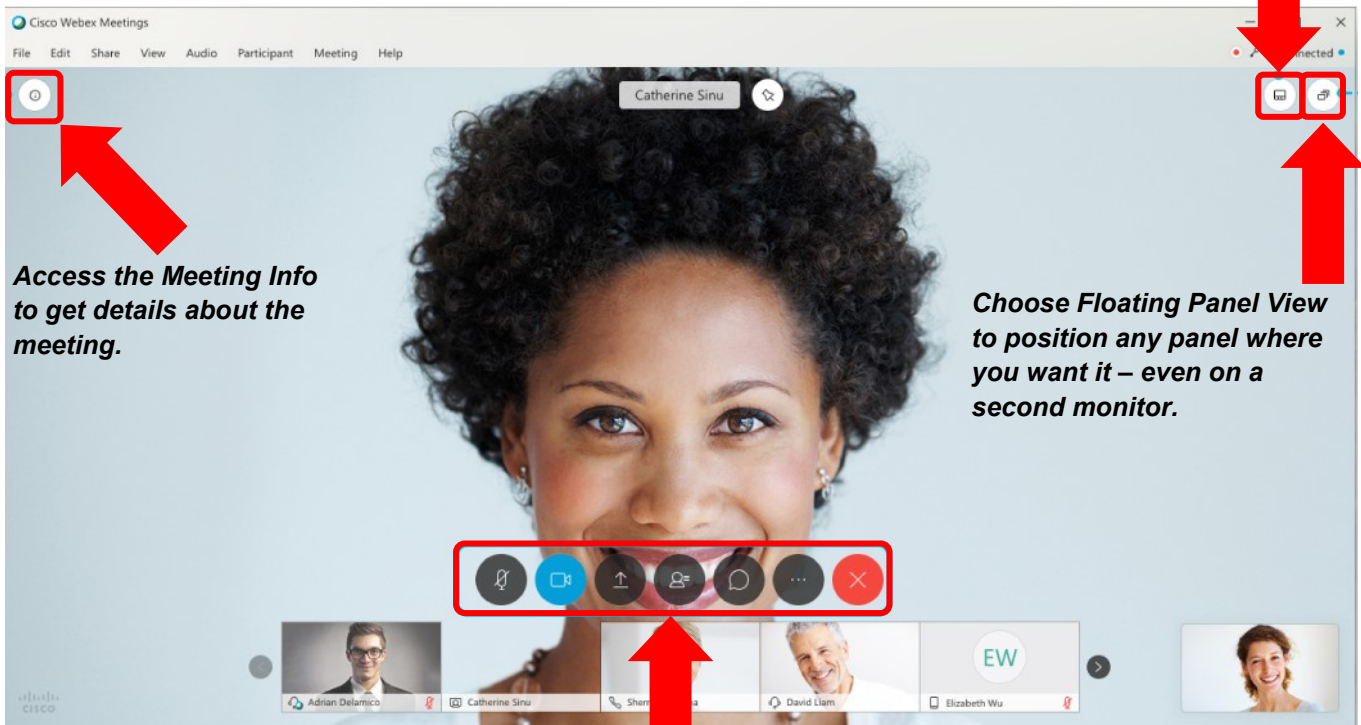 Cisco Webex Meetings
File Edit Share View Audio Participant Meeting Help
Catherine Sinu
Access the Meeting Info
to get details about the
meeting.
Choose Floating Panel View
to position any panel where
you want it – even on a
second monitor.
EW
Adrian Delamico
Catherine Sinu
David Liam
Elizabeth Wu
cisco